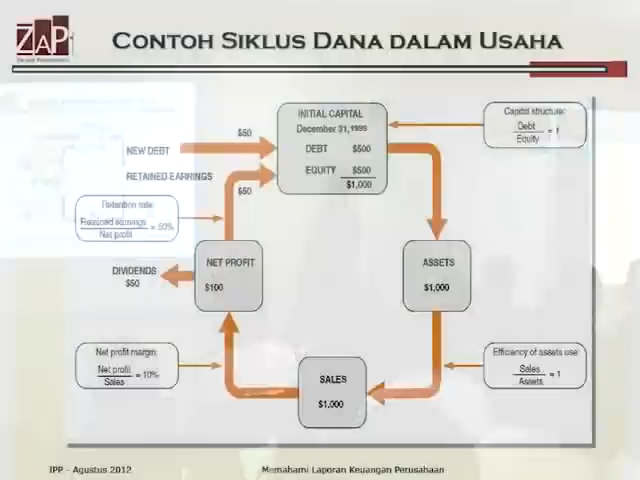 ZAP
CONTOH SIKLUS DANA DALAM USAHA
INITIAL CAPITAL
December 31, 1999
DEBT $500
EQUITY $500
$1,000
Capital structure:
Debt
Equity = 1
$50
NEW DEBT
RETAINED EARNINGS
$50
Retention rate:
Retained earnings
Net profit = 50%
DIVIDENDS
$50
NET PROFIT
$100
ASSETS
$1,000
Net profit margin:
Net profit
Sales = 10%
SALES
$1,000
Efficiency of assets use:
Sales
Assets = 1
IPP - Agustus 2012
Memahami Laporan Keuangan Perusahaan